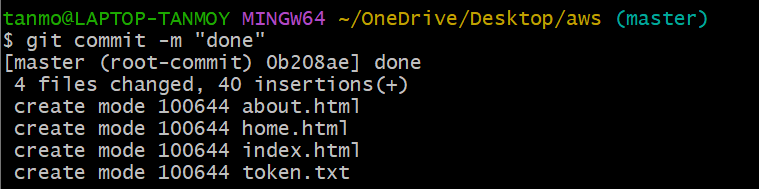 tanmo@LAPTOP-TANMOY MINGW64 ~/OneDrive/Desktop/aws (master)
$ git commit -m "done"
[master (root-commit) 0b208ae] done
 4 files changed, 40 insertions(+)
 create mode 100644 about.html
 create mode 100644 home.html
 create mode 100644 index.html
 create mode 100644 token.txt